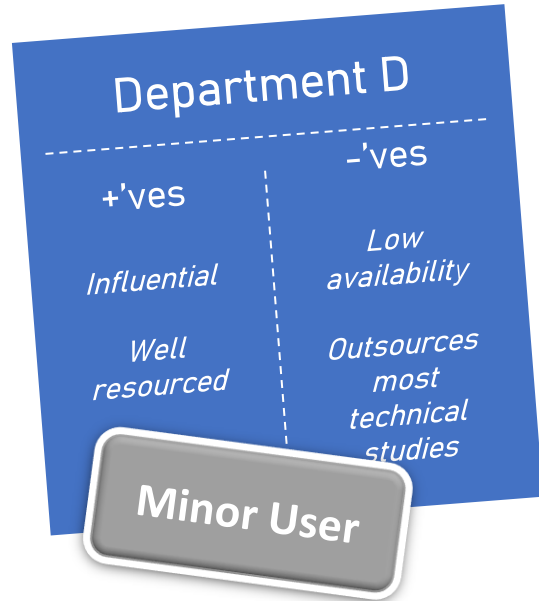 Department D
+'ves
Influential
Well
resourced
–'ves
Low
availability
Outsources
most
technical
studies
Minor User